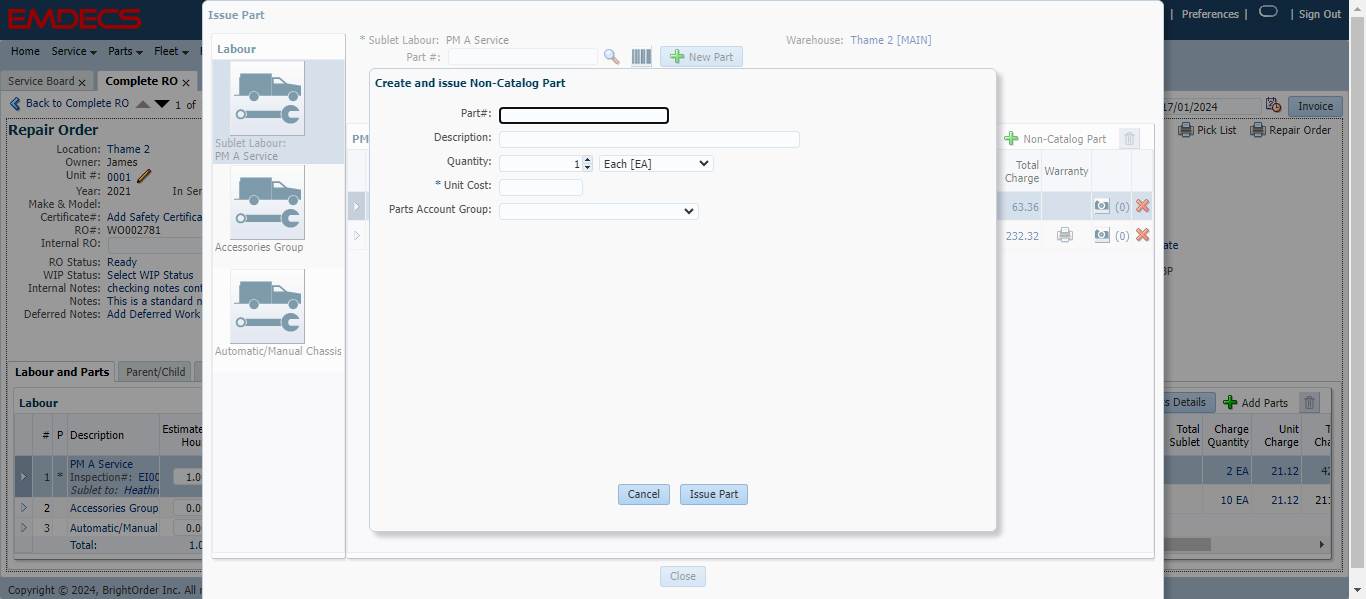 EMDECS
Preferences |
| Sign Out
Home Service Parts Fleet
Service Board x Complete RO x
Back to Complete RO 1 of
Repair Order
Location: Thame 2
Owner: James
Unit #: 0001
Year: 2021 In Serv
Make & Model:
Certificate#: Add Safety Certifica
RO#: WO002781
Internal RO:
RO Status: Ready
WIP Status: Select WIP Status
Internal Notes: checking notes cont
Notes: This is a standard n
Deferred Notes: Add Deferred Work
Labour and Parts Parent/Child
Labour
# P Description Estimate Hou
1 * PM A Service
Inspection#: EI00
Sublet to: Heathro
1.0
2 Accessories Group 0.0
3 Automatic/Manual 0.0
Total: 1.0
Copyright © 2024, BrightOrder Inc. All r
Issue Part
Labour
Sublet Labour:
PM A Service
Accessories Group
Automatic/Manual Chassis
* Sublet Labour: PM A Service
Warehouse: Thame 2 [MAIN]
Part #:
New Part
PM
Create and issue Non-Catalog Part
Part#:
Description:
Quantity: 1 Each [EA]
* Unit Cost:
Parts Account Group:
Cancel Issue Part
Non-Catalog Part
Total Charge Warranty
63.36 (0)
232.32 (0)
Close
17/01/2024 Invoice
Pick List Repair Order
ate
BP
s Details Add Parts
Total Sublet Charge Quantity Unit Charge T Cha
2 EA 21.12 42
10 EA 21.12 211